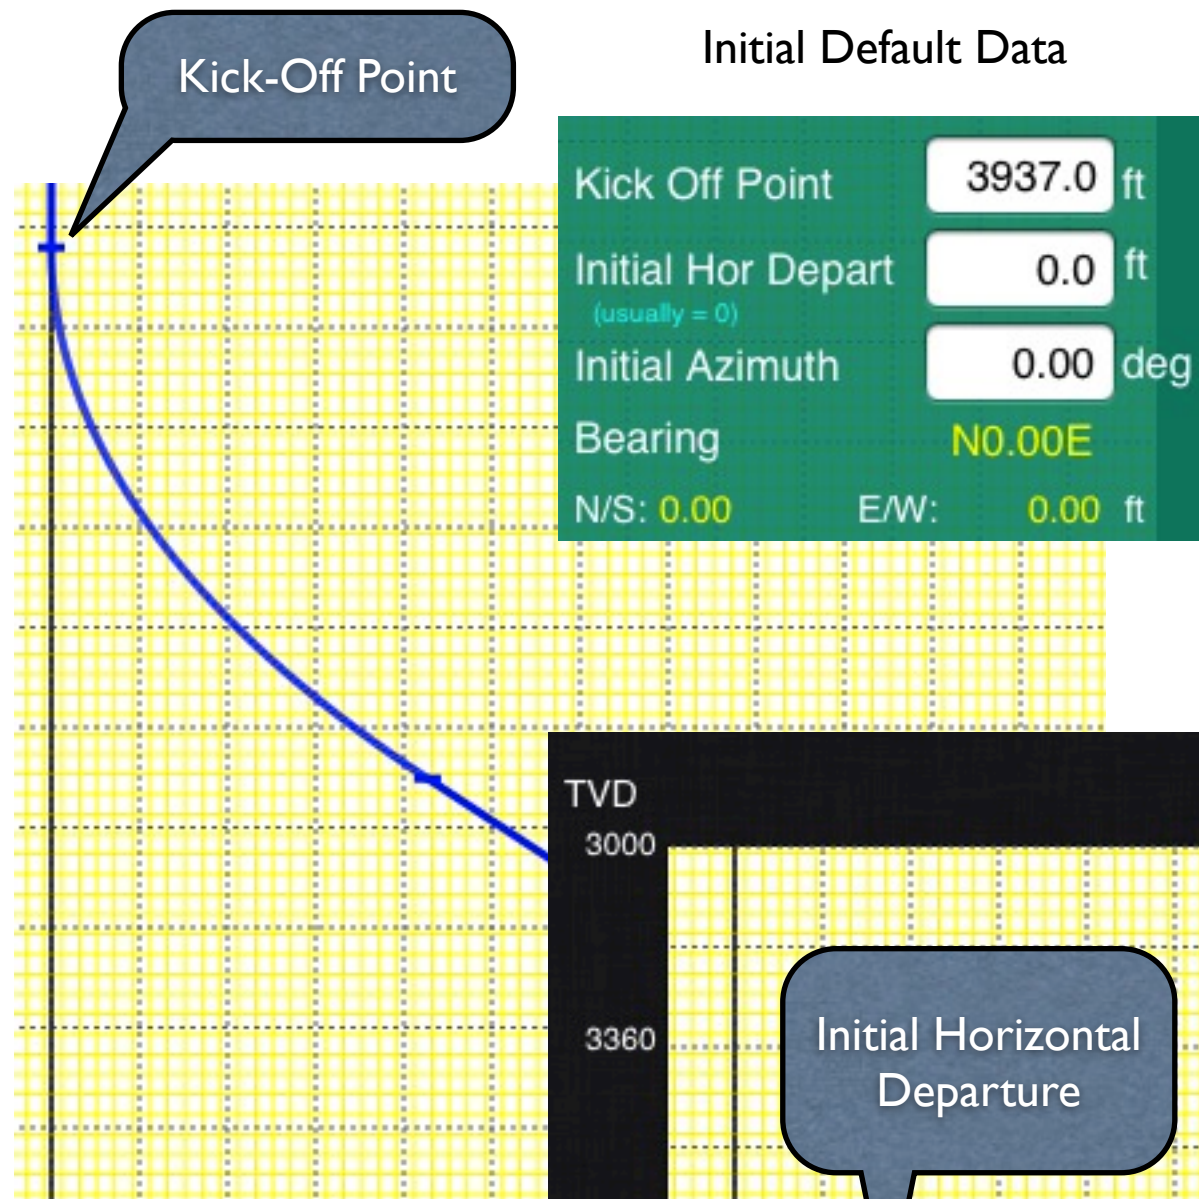 Kick-Off Point
Initial Default Data
Kick Off Point 3937.0 ft
Initial Hor Depart 0.0 ft
(usually = 0)
Initial Azimuth 0.00 deg
Bearing N0.00E
N/S: 0.00 E/W: 0.00 ft
TVD
3000
3360
Initial Horizontal
Departure